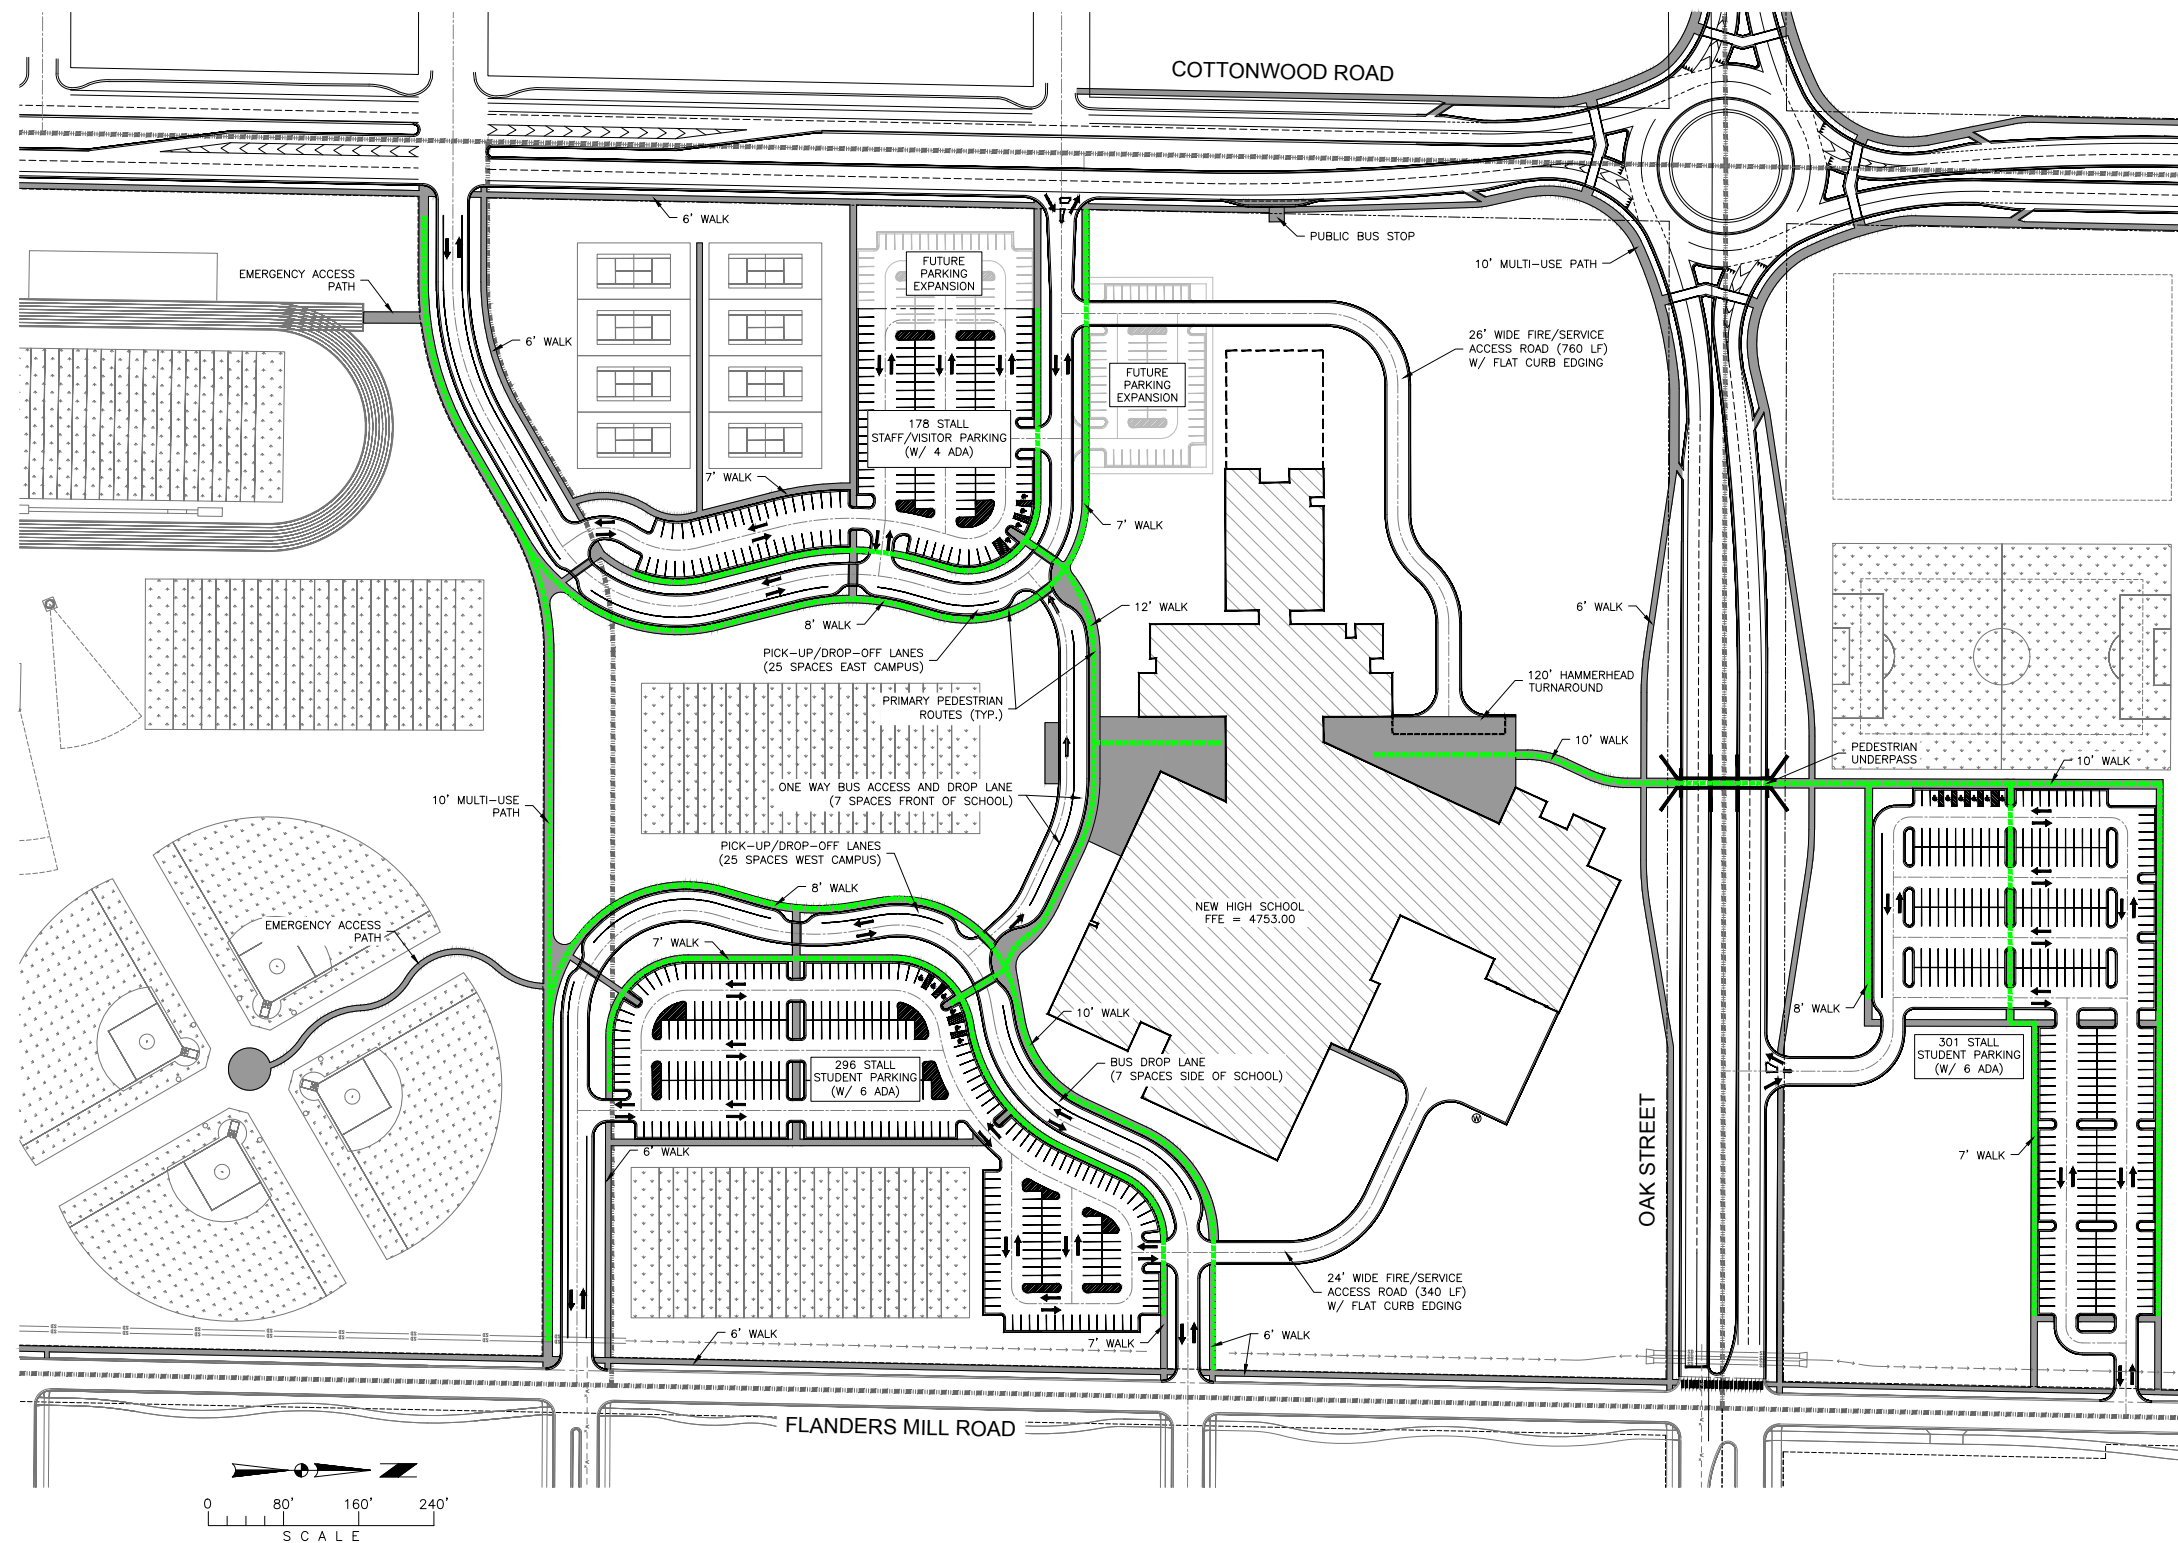 COTTONWOOD ROAD
6' WALK
PUBLIC BUS STOP
10' MULTI-USE PATH
EMERGENCY ACCESS
PATH
FUTURE
PARKING
EXPANSION
6' WALK
26' WIDE FIRE/SERVICE
ACCESS ROAD (760 LF)
W/ FLAT CURB EDGING
FUTURE
PARKING
EXPANSION
178 STALL
STAFF/VISITOR PARKING
(W/ 4 ADA)
7' WALK
7' WALK
12' WALK
6' WALK
8' WALK
PICK-UP/DROP-OFF LANES
(25 SPACES EAST CAMPUS)
120' HAMMERHEAD
TURNAROUND
PRIMARY PEDESTRIAN
ROUTES (TYP.)
10' WALK
PEDESTRIAN
UNDERPASS
10' WALK
ONE WAY BUS ACCESS AND DROP LANE
(7 SPACES FRONT OF SCHOOL)
10' MULTI-USE
PATH
PICK-UP/DROP-OFF LANES
(25 SPACES WEST CAMPUS)
8' WALK
NEW HIGH SCHOOL
FFE = 4753.00
EMERGENCY ACCESS
PATH
7' WALK
8' WALK
10' WALK
301 STALL
STUDENT PARKING
(W/ 6 ADA)
296 STALL
STUDENT PARKING
(W/ 6 ADA)
BUS DROP LANE
(7 SPACES SIDE OF SCHOOL)
W
OAK STREET
6' WALK
7' WALK
24' WIDE FIRE/SERVICE
ACCESS ROAD (340 LF)
W/ FLAT CURB EDGING
6' WALK
7' WALK
6' WALK
FLANDERS MILL ROAD
0 80' 160' 240'
SCALE